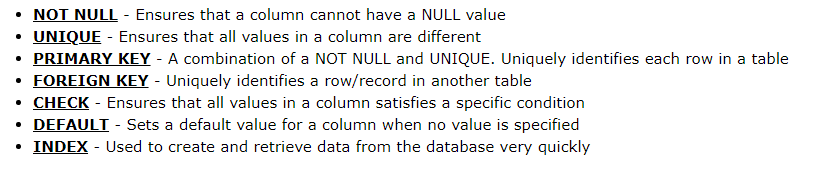 • NOT NULL - Ensures that a column cannot have a NULL value
• UNIQUE - Ensures that all values in a column are different
• PRIMARY KEY - A combination of a NOT NULL and UNIQUE. Uniquely identifies each row in a table
• FOREIGN KEY - Uniquely identifies a row/record in another table
• CHECK - Ensures that all values in a column satisfies a specific condition
• DEFAULT - Sets a default value for a column when no value is specified
• INDEX - Used to create and retrieve data from the database very quickly